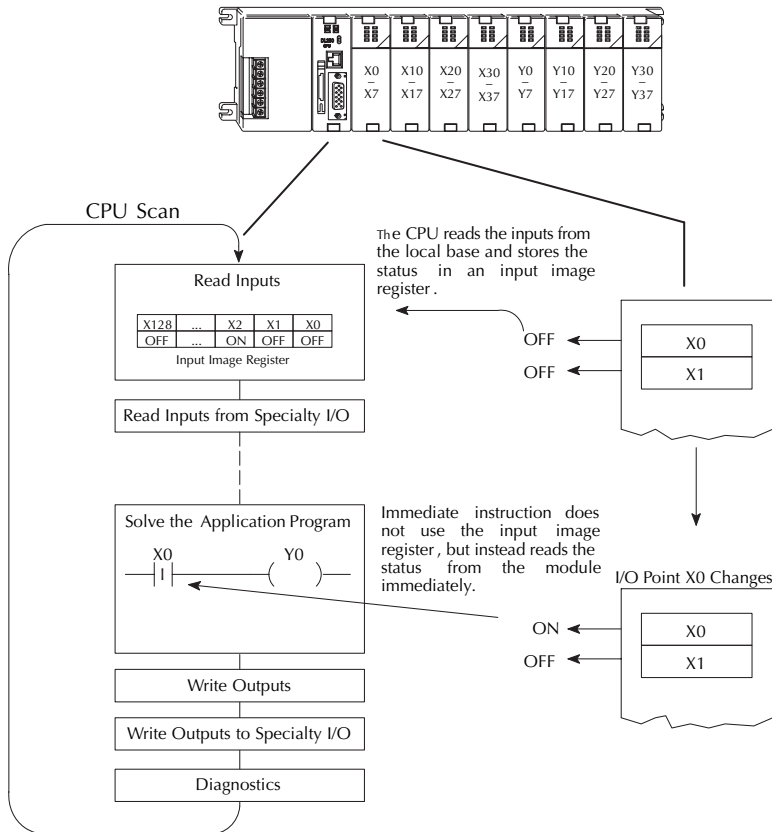 DL250
CPU
X0 – X7
X10 – X17
X20 – X27
X30 – X37
Y0 – Y7
Y10 – Y17
Y20 – Y27
Y30 – Y37
CPU Scan
The CPU reads the inputs from
the local base and stores the
status in an input image
register .
Read Inputs
X128 ... X2 X1 X0
OFF ... ON OFF OFF
Input Image Register
OFF X0
OFF X1
Read Inputs from Specialty I/O
Solve the Application Program
X0 Y0
I
Immediate instruction does
not use the input image
register , but instead reads the
status from the module
immediately.
I/O Point X0 Changes
ON X0
OFF X1
Write Outputs
Write Outputs to Specialty I/O
Diagnostics